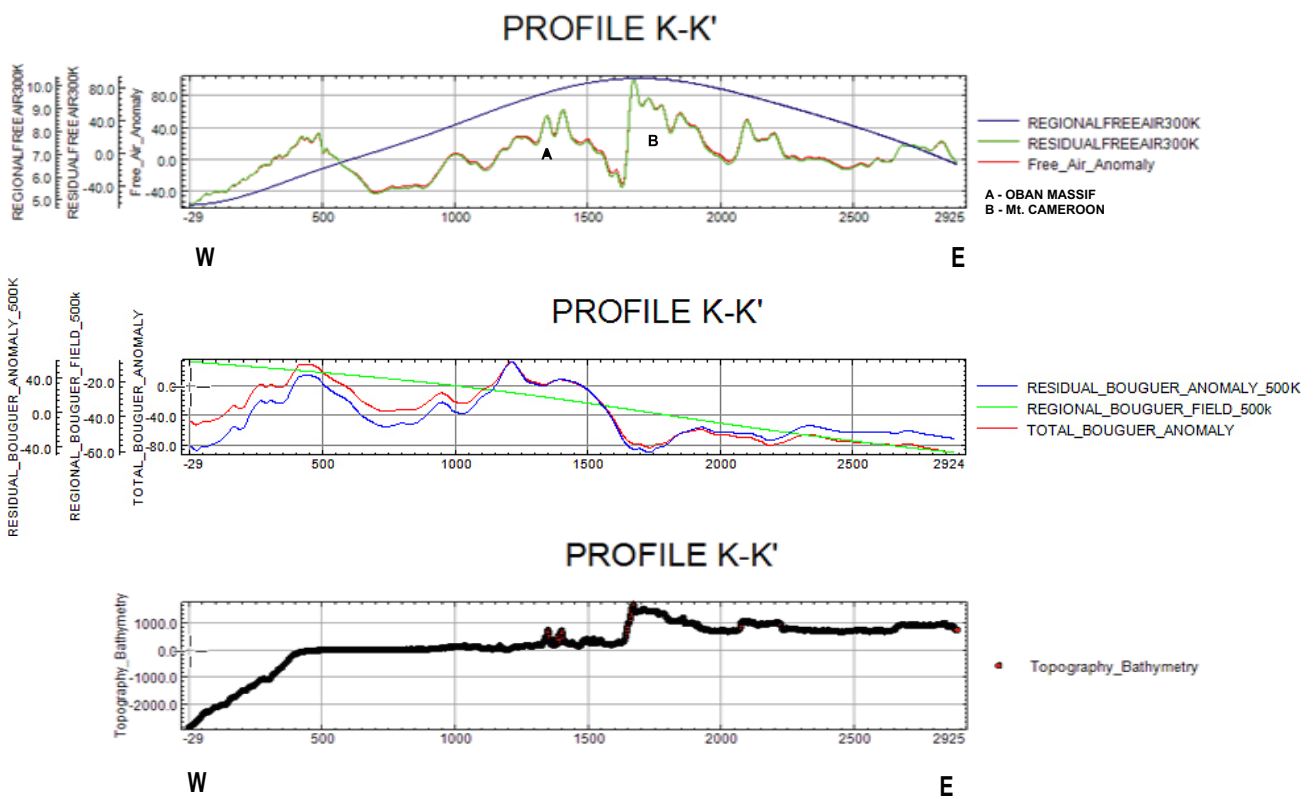 PROFILE K-K'
REGIONALFREEAIR300K
10.0
9.0
8.0
7.0
6.0
5.0
RESIDUALFREEAIR300K
80.0
40.0
0.0
-40.0
Free_Air_Anomaly
80.0
40.0
0.0
-40.0
A
B
-29 500 1000 1500 2000 2500 2925
REGIONALFREEAIR300K
RESIDUALFREEAIR300K
Free_Air_Anomaly
A - OBAN MASSIF
B - Mt. CAMEROON
W E
PROFILE K-K'
RESIDUAL_BOUGUER_ANOMALY_500K
40.0
0.0
-40.0
REGIONAL_BOUGUER_FIELD_500k
-20.0
-40.0
-60.0
TOTAL_BOUGUER_ANOMALY
0.0
-40.0
-80.0
-29 500 1000 1500 2000 2500 2924
RESIDUAL_BOUGUER_ANOMALY_500K
REGIONAL_BOUGUER_FIELD_500k
TOTAL_BOUGUER_ANOMALY
PROFILE K-K'
Topography_Bathymetry
1000.0
0.0
-1000.0
-2000.0
-29 500 1000 1500 2000 2500 2925
Topography_Bathymetry
W E